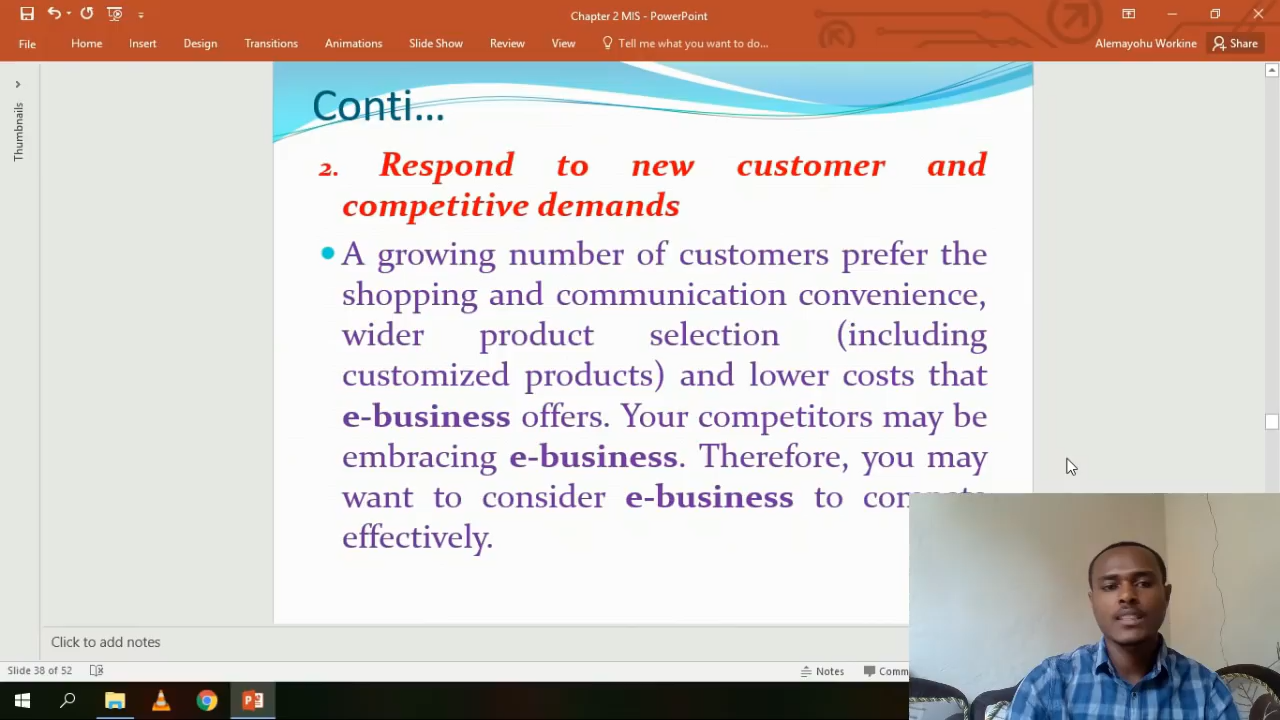 Chapter 2 MIS - PowerPoint
File Home Insert Design Transitions Animations Slide Show Review View Tell me what you want to do... Alemayohu Workine Share
Thumbnails
Conti...
2. Respond to new customer and
competitive demands
A growing number of customers prefer the
shopping and communication convenience,
wider product selection (including
customized products) and lower costs that
e-business offers. Your competitors may be
embracing e-business. Therefore, you may
want to consider e-business to
effectively.
Click to add notes
Slide 38 of 52 Notes